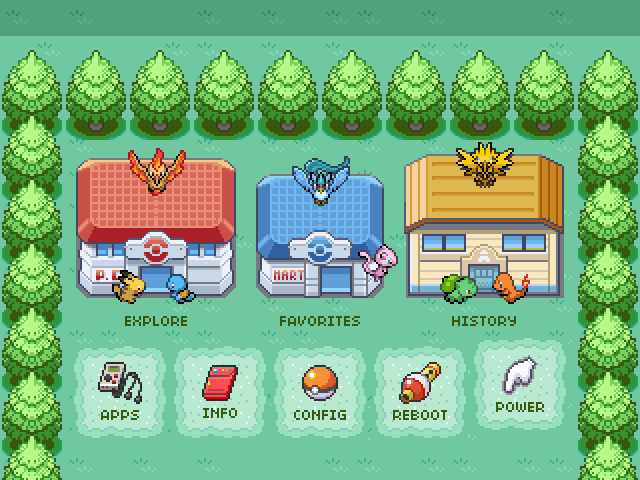 P.C
MART
EXPLORE
FAVORITES
HISTORY
APPS
INFO
CONFIG
REBOOT
POWER